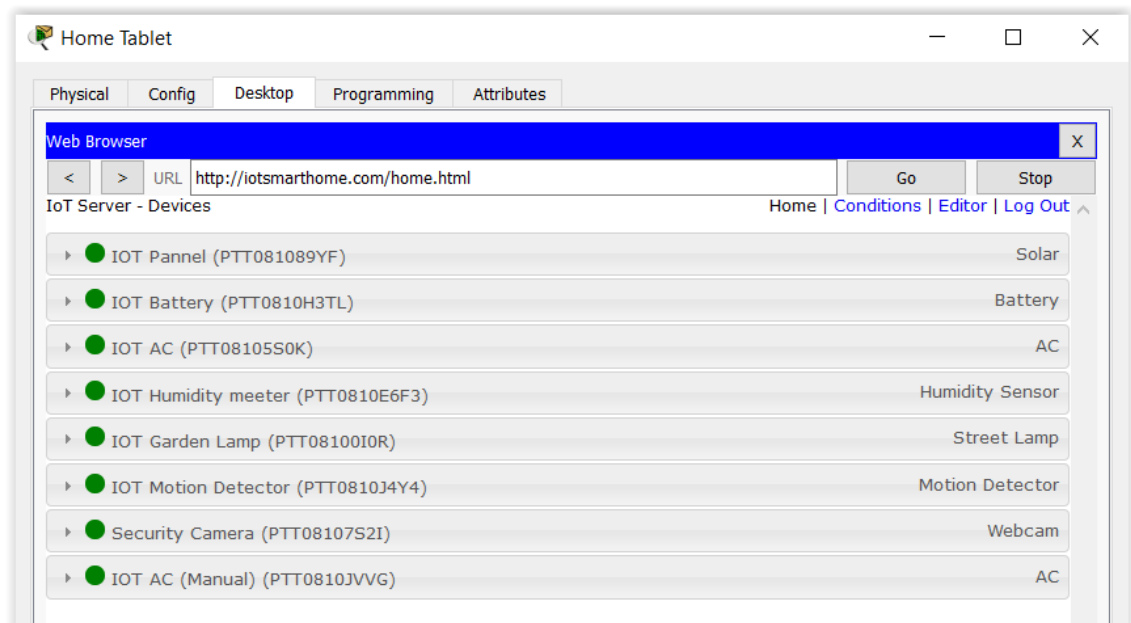 Home Tablet
Physical Config Desktop Programming Attributes
Web Browser X
< > URL http://iotsmarthome.com/home.html Go Stop
IoT Server - Devices Home | Conditions | Editor | Log Out
IOT Pannel (PTT081089YF) Solar
IOT Battery (PTT0810H3TL) Battery
IOT AC (PTT08105S0K) AC
IOT Humidity meeter (PTT0810E6F3) Humidity Sensor
IOT Garden Lamp (PTT08100I0R) Street Lamp
IOT Motion Detector (PTT0810J4Y4) Motion Detector
Security Camera (PTT08107S2I) Webcam
IOT AC (Manual) (PTT0810JVVG) AC